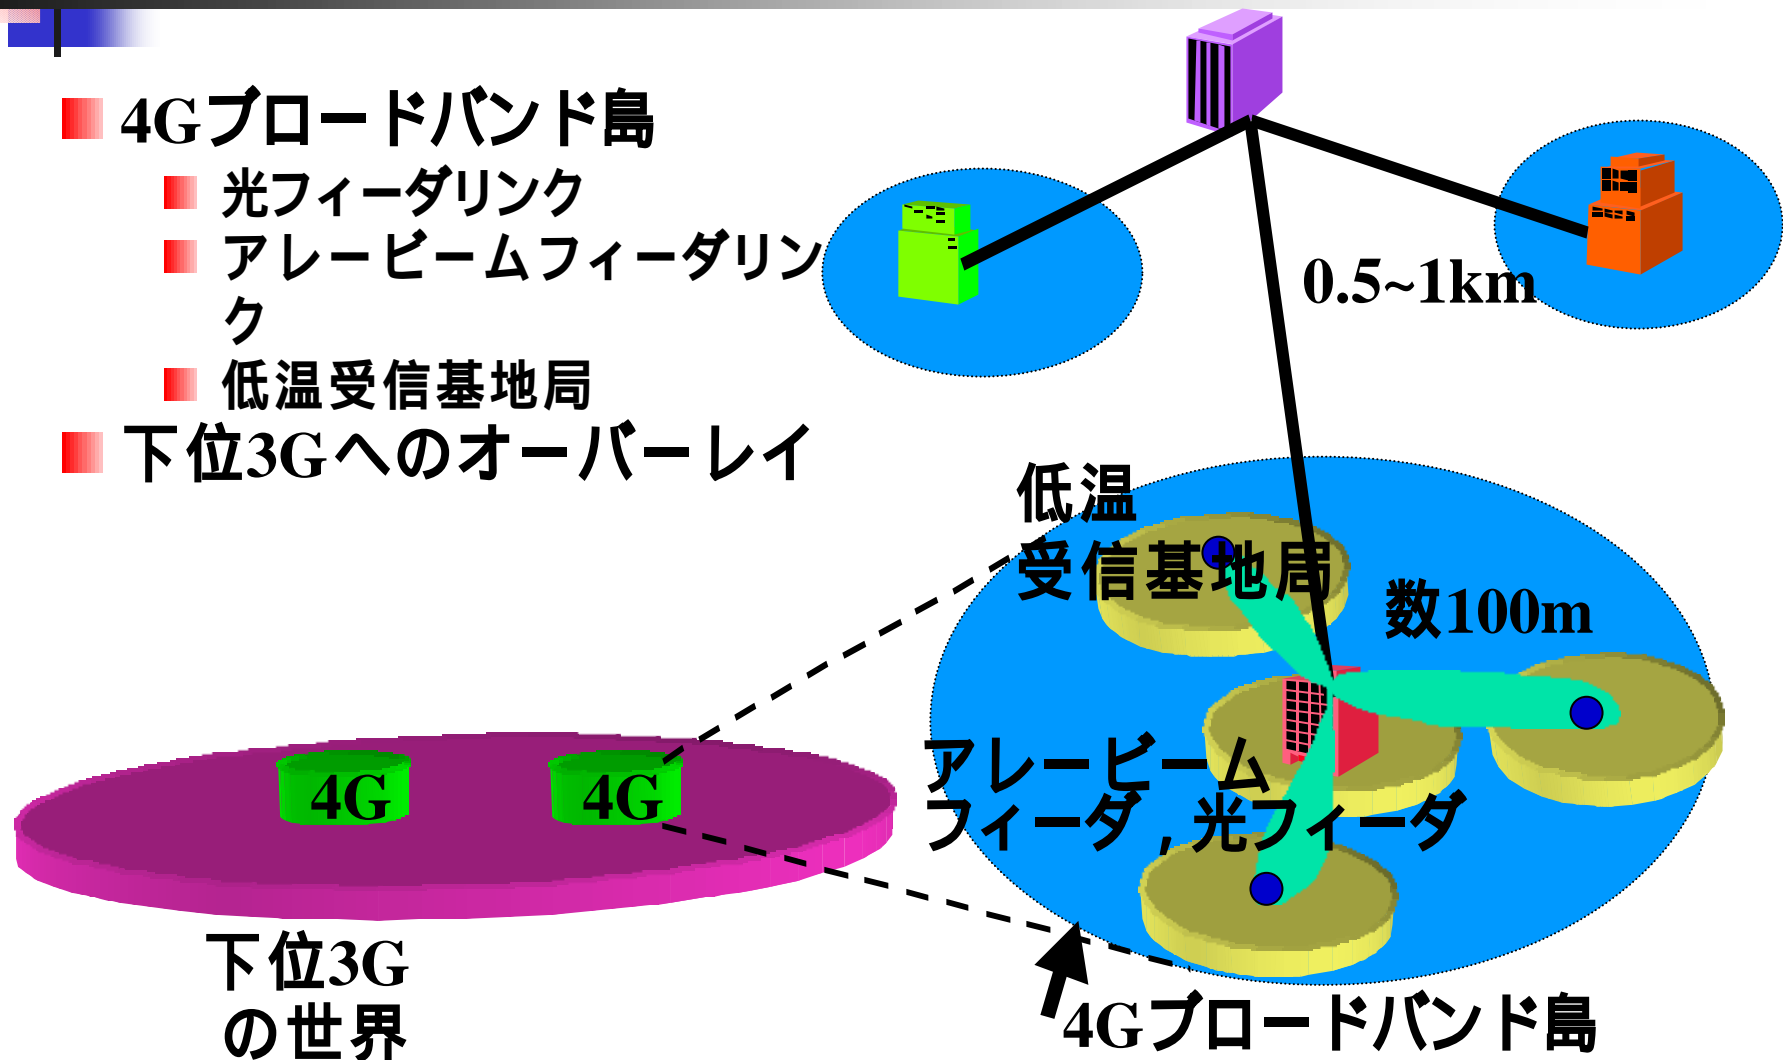 4Gブロードバンド島
光フィーダリンク
アレービームフィーダリン
ク
低温受信基地局
下位3Gへのオーバーレイ
0.5~1km
低温
受信基地局
数100m
アレービーム
フィーダ,光フィーダ
4G
4G
下位3G
の世界
4Gブロードバンド島